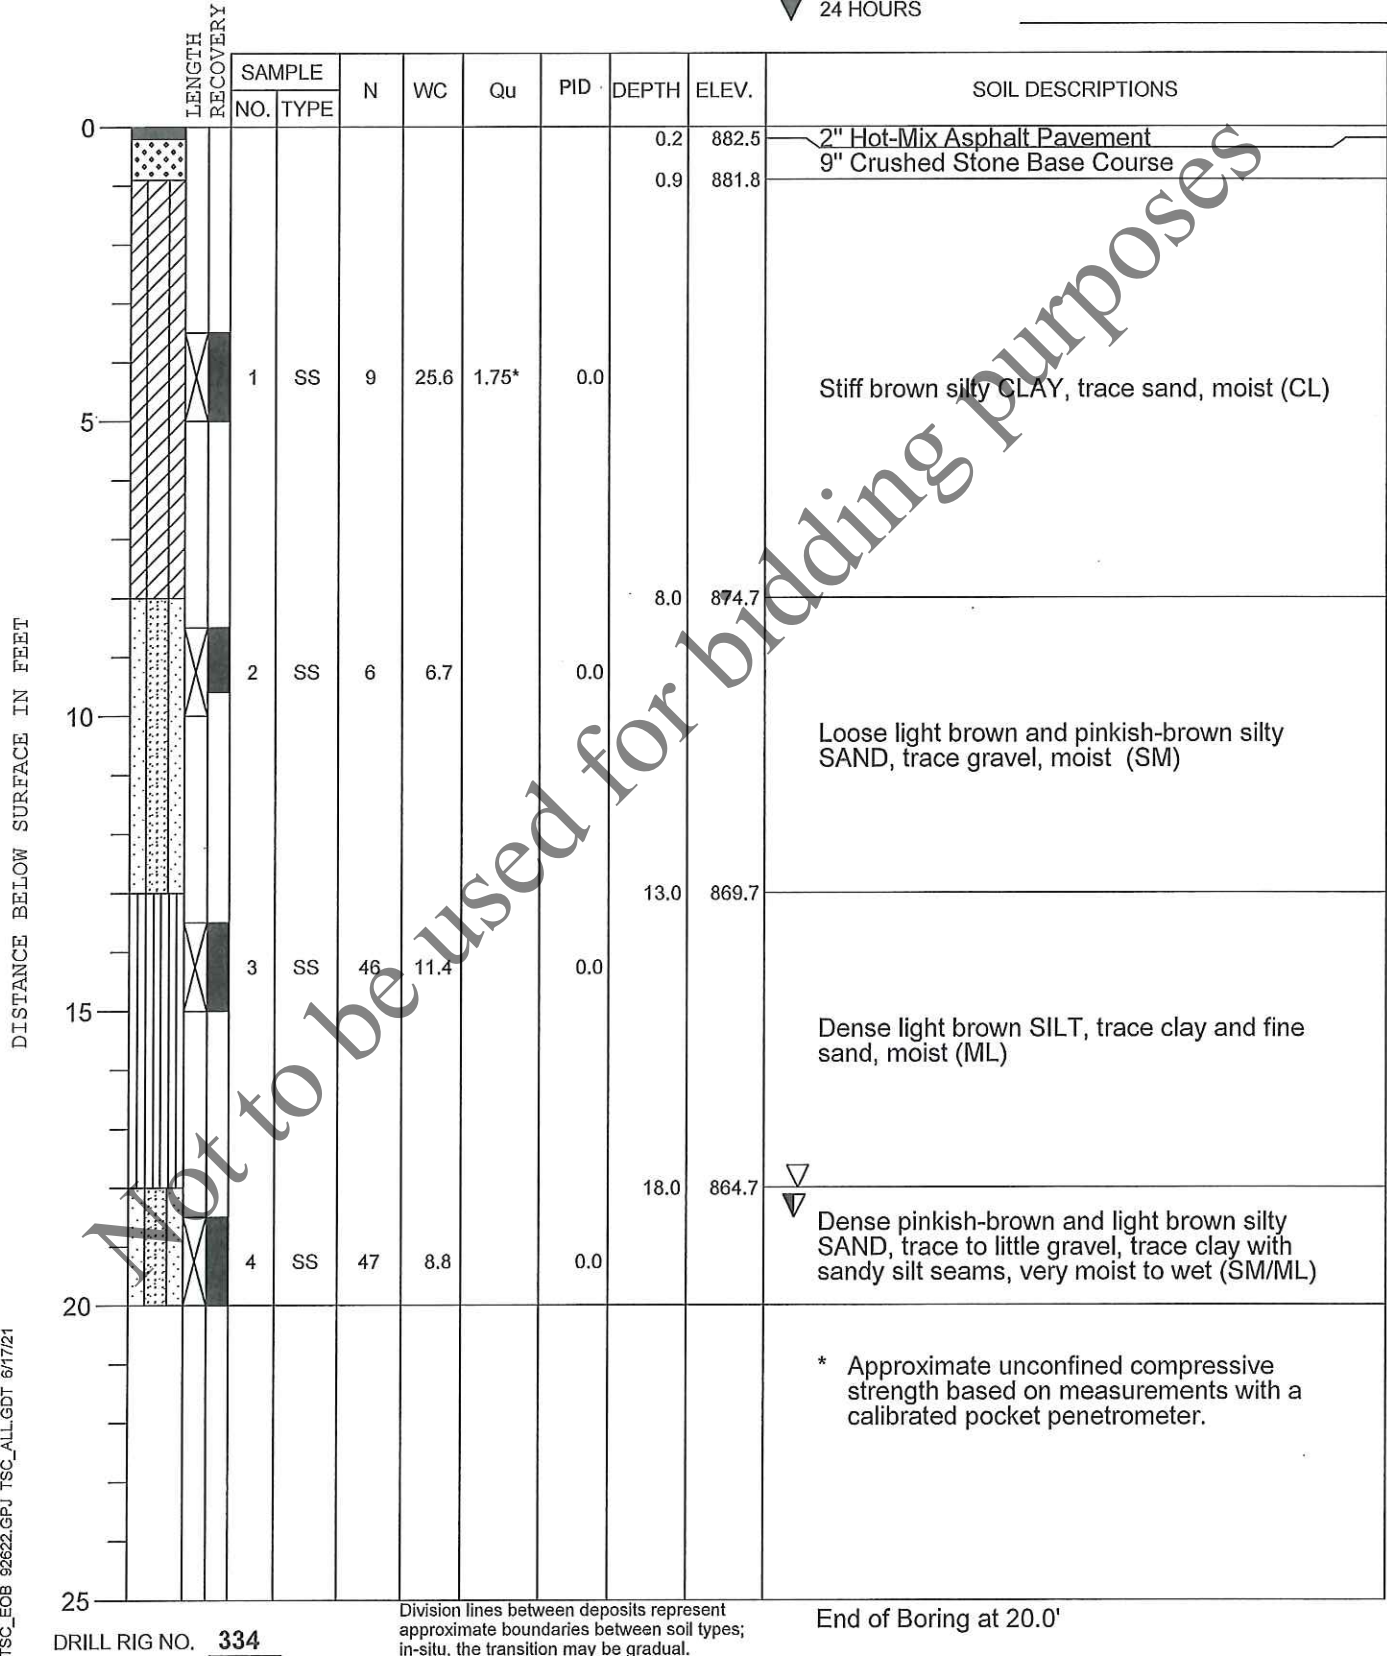 24 HOURS
LENGTH
RECOVERY
SAMPLE
NO. TYPE N WC Qu PID DEPTH ELEV. SOIL DESCRIPTIONS
0
0.2 882.5 2" Hot-Mix Asphalt Pavement
9" Crushed Stone Base Course
0.9 881.8
1 SS 9 25.6 1.75* 0.0 Stiff brown silty CLAY, trace sand, moist (CL)
5
8.0 874.7
2 SS 6 6.7 0.0
10
Loose light brown and pinkish-brown silty
SAND, trace gravel, moist (SM)
13.0 869.7
3 SS 46 11.4 0.0
15
Dense light brown SILT, trace clay and fine
sand, moist (ML)
18.0 864.7
Dense pinkish-brown and light brown silty
SAND, trace to little gravel, trace clay with
sandy silt seams, very moist to wet (SM/ML)
4 SS 47 8.8 0.0
20
* Approximate unconfined compressive
strength based on measurements with a
calibrated pocket penetrometer.
25
End of Boring at 20.0'
Division lines between deposits represent
approximate boundaries between soil types;
in-situ, the transition may be gradual.
DRILL RIG NO. 334
DISTANCE BELOW SURFACE IN FEET
TSC_EOB 92622.GPJ TSC_ALL.GDT 6/17/21
Not to be used for bidding purposes